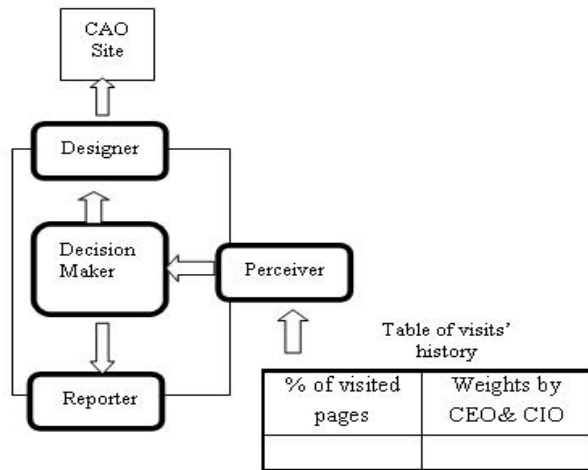 CAO
Site
Designer
Decision
Maker
Perceiver
Reporter
Table of visits'
history
% of visited
pages
Weights by
CEO& CIO